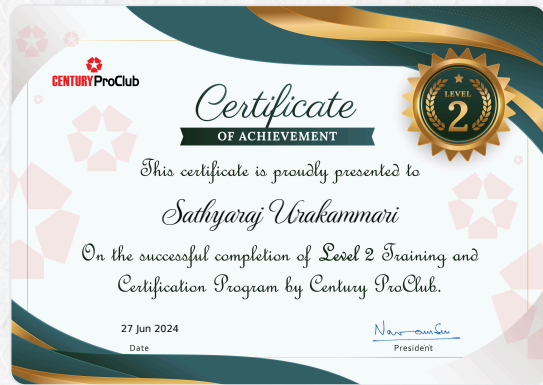 CENTURY ProClub
Certificate
OF ACHIEVEMENT
LEVEL
2
This certificate is proudly presented to
Sathyaraj Urakammari
On the successful completion of Level 2 Training and
Certification Program by Century ProClub.
27 Jun 2024
Date
President